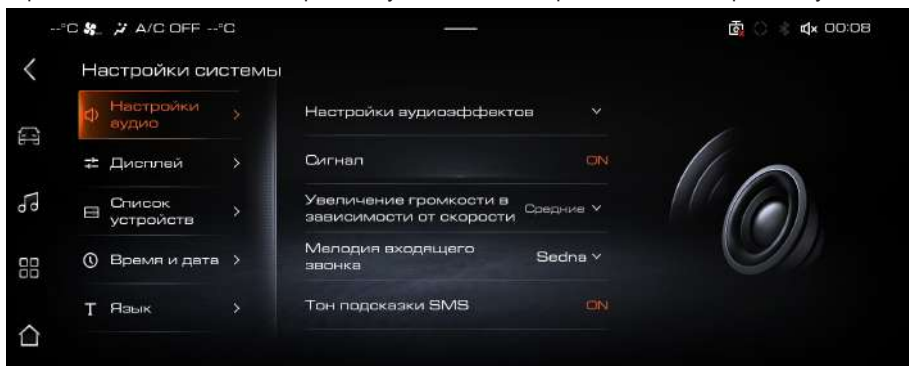 --°C A/C OFF --°C
00:08
Настройки системы
Настройки
аудио
Дисплей
Список
устройств
Время и дата
T Язык
Настройки аудиоэффектов
Сигнал ON
Увеличение громкости в
зависимости от скорости Средние
Мелодия входящего
звонка Sedna
Тон подсказки SMS ON